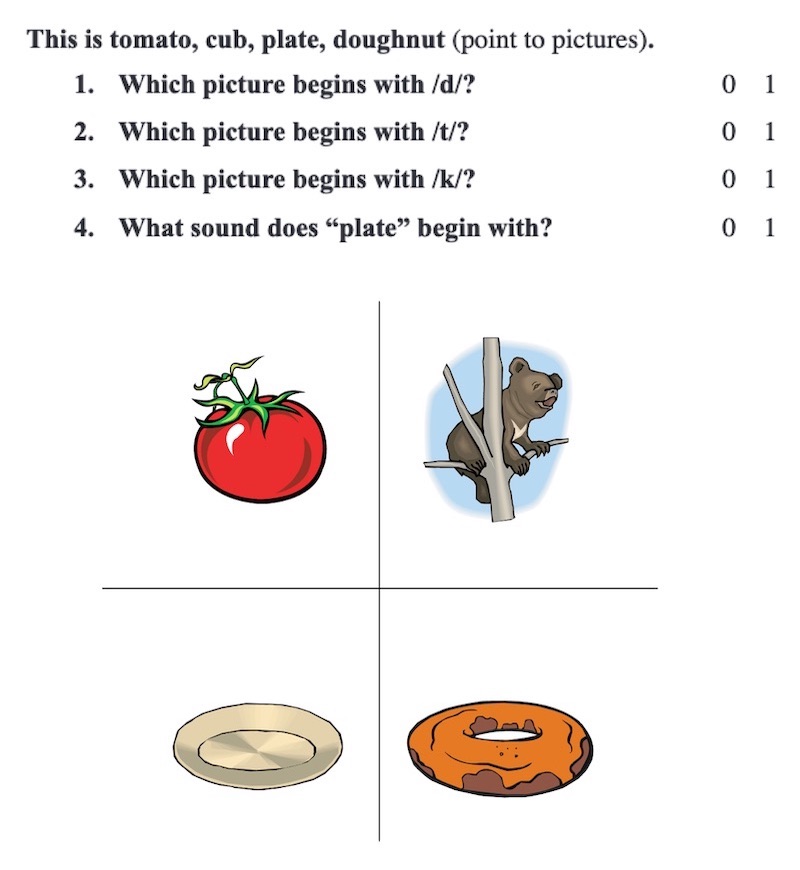 This is tomato, cub, plate, doughnut (point to pictures).
1. Which picture begins with /d/? 0 1
2. Which picture begins with /t/? 0 1
3. Which picture begins with /k/? 0 1
4. What sound does “plate” begin with? 0 1